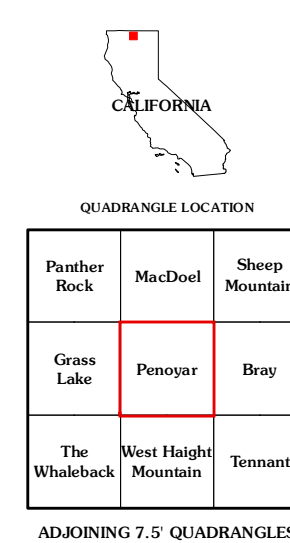 CALIFORNIA
QUADRANGLE LOCATION
Panther
Rock
MacDoel
Sheep
Mountain
Grass
Lake
Penoyar
Bray
The
Whaleback
West Haight
Mountain
Tennant
ADJOINING 7.5' QUADRANGLES